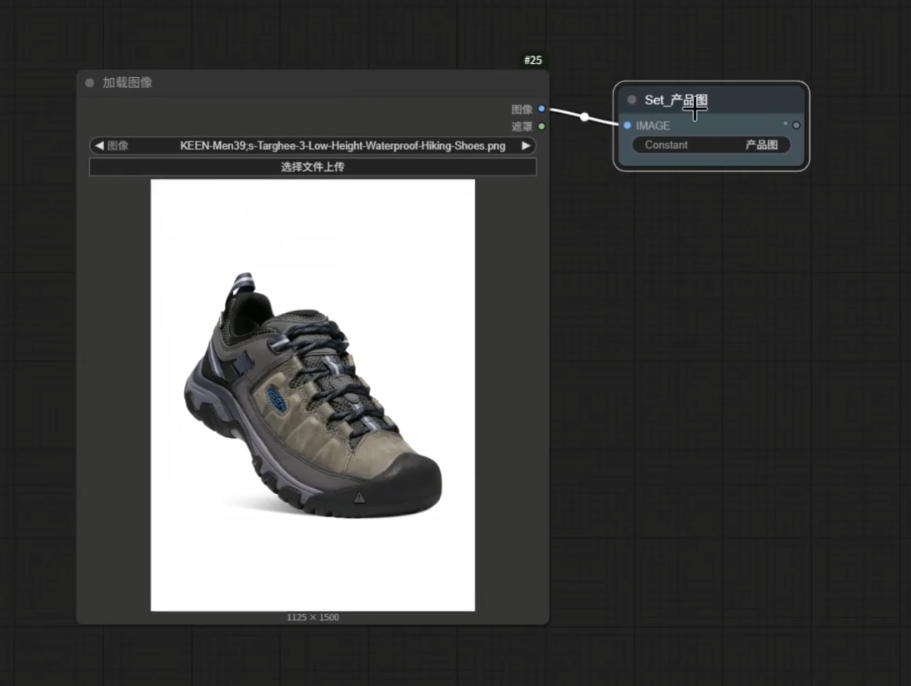 #25
加载图像
图像
遮罩
图像 KEEN-Men39;s-Targhee-3-Low-Height-Waterproof-Hiking-Shoes.png
选择文件上传
1125 × 1500
Set_产品图
IMAGE *
Constant 产品图